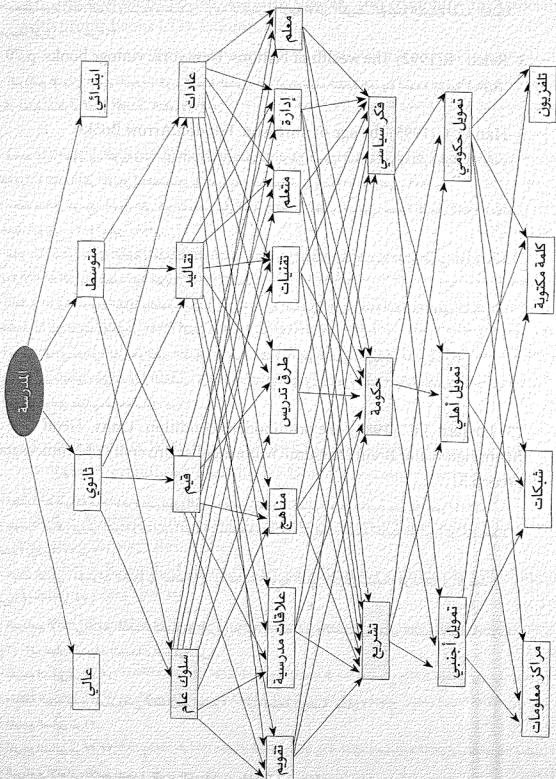 المدرسة
ابتدائي
متوسط
ثانوي
عالي
عادات
تقاليد
قيم
سلوك عام
معلم
إدارة
متعلم
تقنيات
طرق تدريس
مناهج
علاقات مدرسية
تقويم
فكر سياسي
حكومة
تشريع
تمويل حكومي
تمويل أهلي
تمويل أجنبي
تلفزيون
كلمة مكتوبة
شبكات
مراكز معلومات